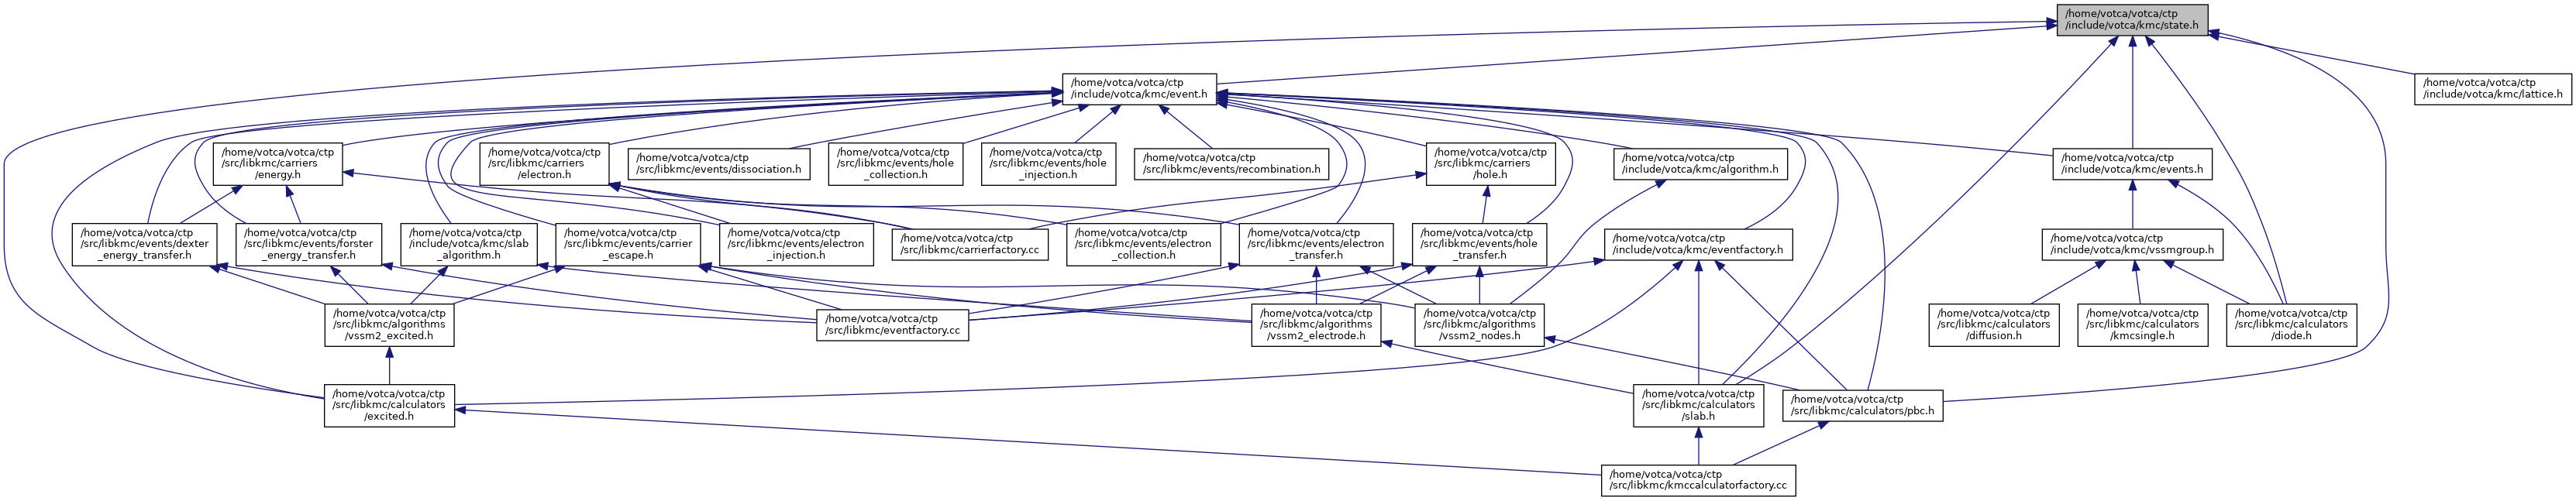 /home/votca/votca/ctp
/include/votca/kmc/state.h
/home/votca/votca/ctp
/include/votca/kmc/event.h
/home/votca/votca/ctp
/include/votca/kmc/lattice.h
/home/votca/votca/ctp
/src/libkmc/carriers
/energy.h
/home/votca/votca/ctp
/src/libkmc/carriers
/electron.h
/home/votca/votca/ctp
/src/libkmc/events/dissociation.h
/home/votca/votca/ctp
/src/libkmc/events/hole
_collection.h
/home/votca/votca/ctp
/src/libkmc/events/hole
_injection.h
/home/votca/votca/ctp
/src/libkmc/events/recombination.h
/home/votca/votca/ctp
/src/libkmc/carriers
/hole.h
/home/votca/votca/ctp
/include/votca/kmc/algorithm.h
/home/votca/votca/ctp
/include/votca/kmc/events.h
/home/votca/votca/ctp
/src/libkmc/events/dexter
_energy_transfer.h
/home/votca/votca/ctp
/src/libkmc/events/forster
_energy_transfer.h
/home/votca/votca/ctp
/include/votca/kmc/slab
_algorithm.h
/home/votca/votca/ctp
/src/libkmc/events/carrier
_escape.h
/home/votca/votca/ctp
/src/libkmc/events/electron
_injection.h
/home/votca/votca/ctp
/src/libkmc/carrierfactory.cc
/home/votca/votca/ctp
/src/libkmc/events/electron
_collection.h
/home/votca/votca/ctp
/src/libkmc/events/electron
_transfer.h
/home/votca/votca/ctp
/src/libkmc/events/hole
_transfer.h
/home/votca/votca/ctp
/include/votca/kmc/eventfactory.h
/home/votca/votca/ctp
/include/votca/kmc/vssmgroup.h
/home/votca/votca/ctp
/src/libkmc/algorithms
/vssm2_excited.h
/home/votca/votca/ctp
/src/libkmc/eventfactory.cc
/home/votca/votca/ctp
/src/libkmc/algorithms
/vssm2_electrode.h
/home/votca/votca/ctp
/src/libkmc/algorithms
/vssm2_nodes.h
/home/votca/votca/ctp
/src/libkmc/calculators
/diffusion.h
/home/votca/votca/ctp
/src/libkmc/calculators
/kmcsingle.h
/home/votca/votca/ctp
/src/libkmc/calculators
/diode.h
/home/votca/votca/ctp
/src/libkmc/calculators
/excited.h
/home/votca/votca/ctp
/src/libkmc/calculators
/slab.h
/home/votca/votca/ctp
/src/libkmc/calculators/pbc.h
/home/votca/votca/ctp
/src/libkmc/kmccalculatorfactory.cc